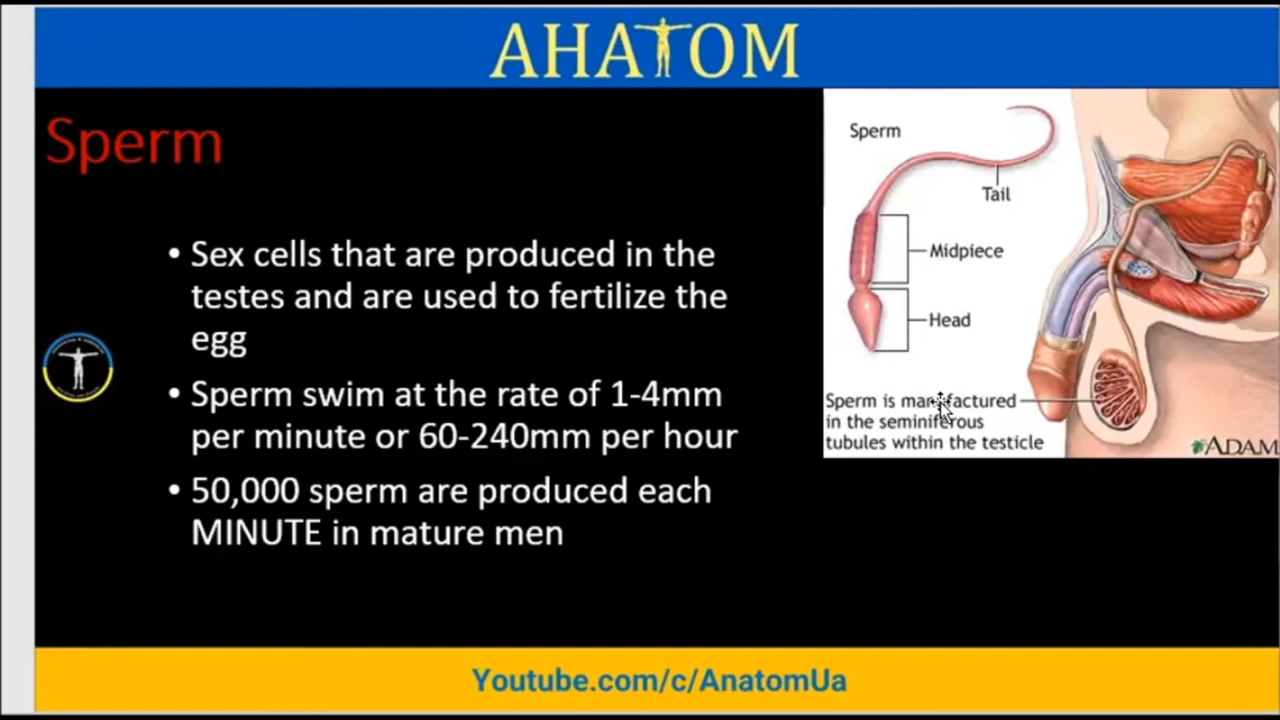 AHATOM
Sperm
• Sex cells that are produced in the
testes and are used to fertilize the
egg
• Sperm swim at the rate of 1-4mm
per minute or 60-240mm per hour
• 50,000 sperm are produced each
MINUTE in mature men
Sperm
Tail
Midpiece
Head
Sperm is manufactured
in the seminiferous
tubules within the testicle
ADAM
Youtube.com/c/AnatomUa